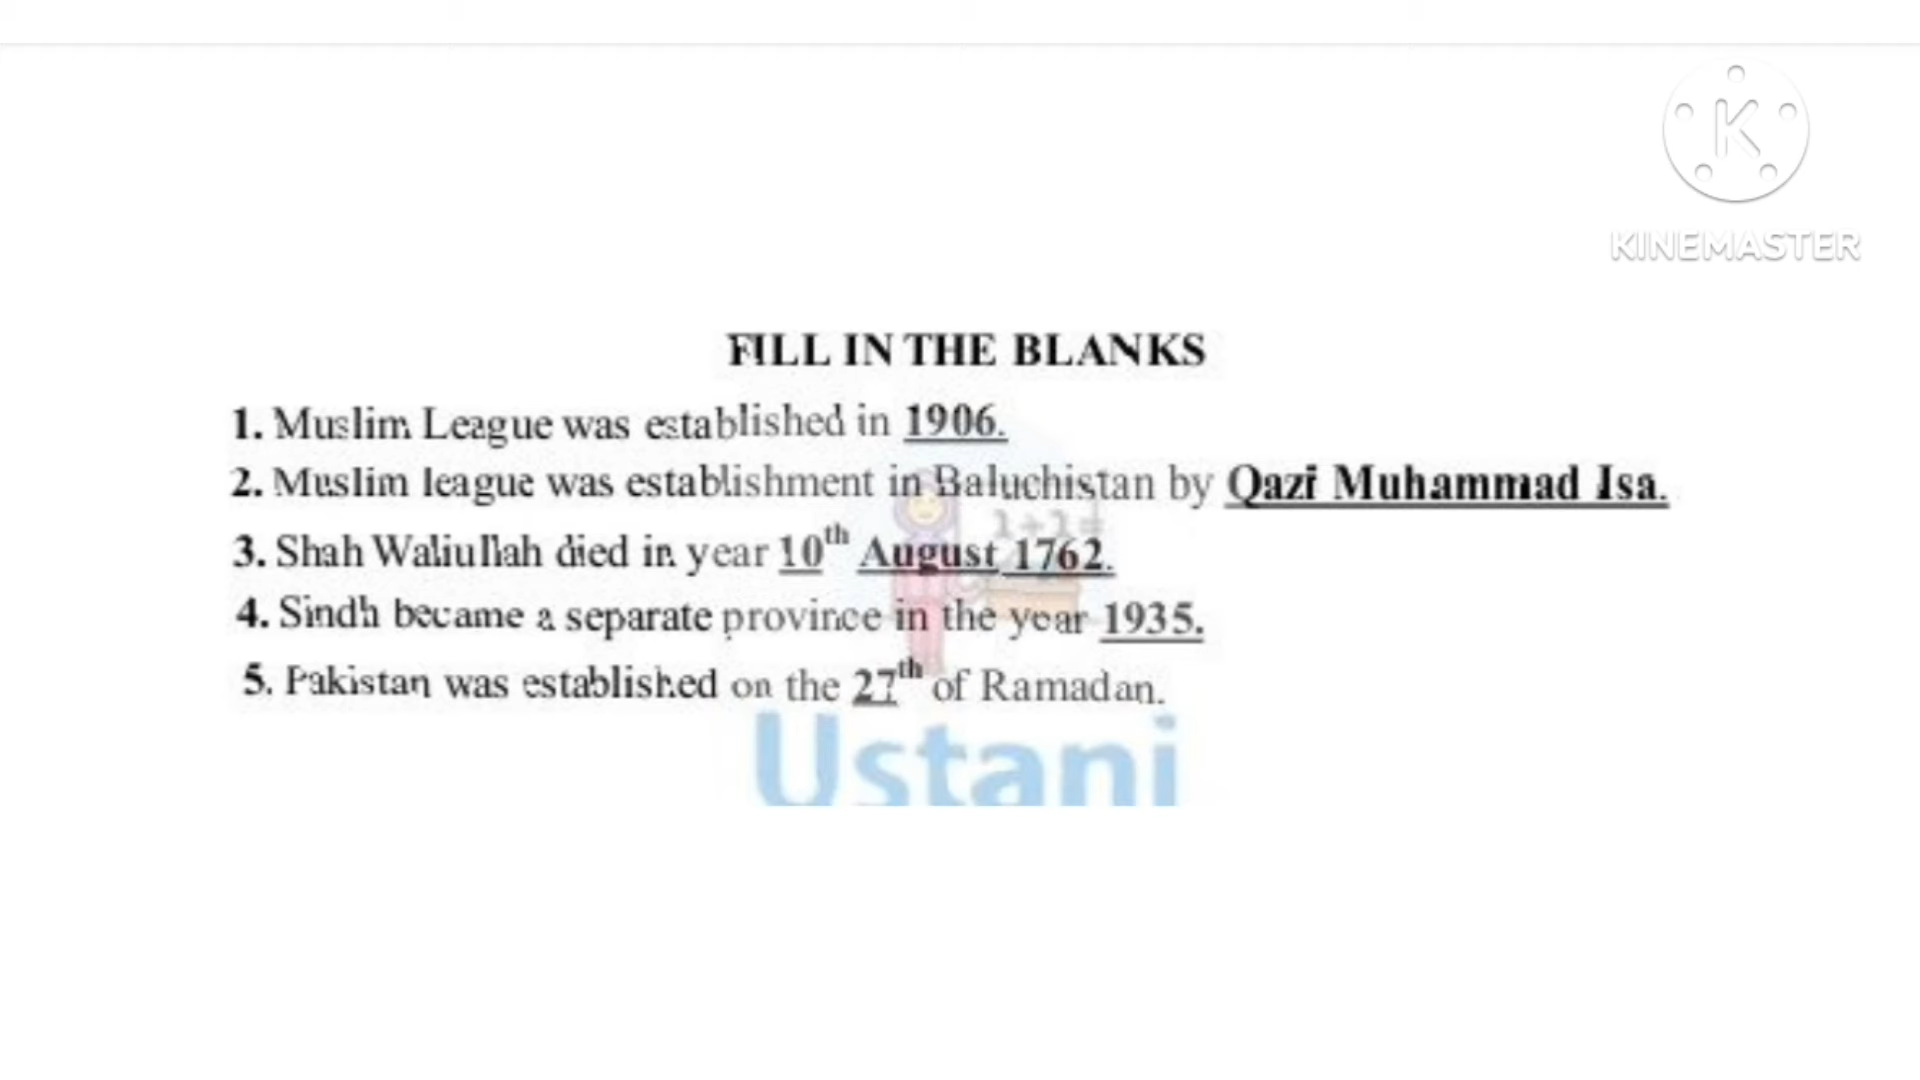 K
KINEMASTER
FILL IN THE BLANKS
1. Muslim League was established in 1906.
2. Muslim league was establishment in Baluchistan by Qazi Muhammad Isa.
1+1=
3. Shah Waliullah died in year 10th August 1762.
4. Sindh became a separate province in the year 1935.
5. Pakistan was established on the 27th of Ramadan.
Ustani